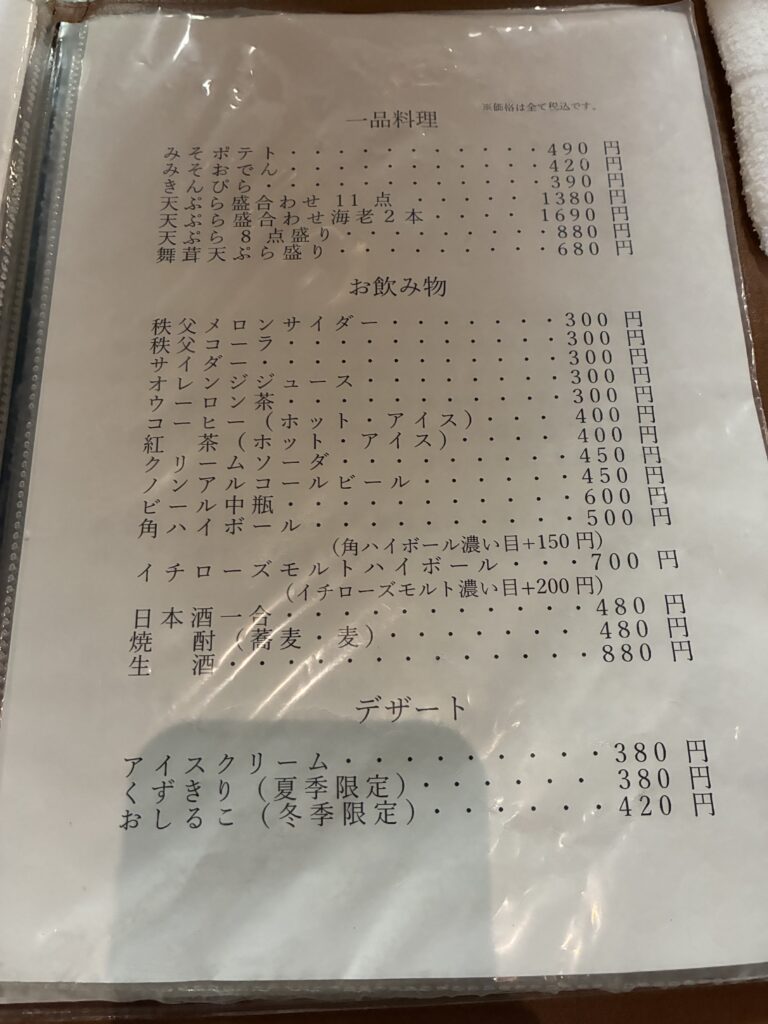 ※価格は全て税込です。
一品料理
みそポテト・・・・・・・・・・・490円
みそおでん・・・・・・・・・・・420円
きんぴら・・・・・・・・・・・・390円
天ぷら盛合わせ 11 点 ・・・・・・1380円
天ぷら盛合わせ海老2本・・・・・1690円
天ぷら 8 点盛り・・・・・・・・・880円
舞茸天ぷら盛り・・・・・・・・・680円
お飲み物
秩父メロンサイダー・・・・・・・300円
秩父コーラ・・・・・・・・・・・300円
サイダー・・・・・・・・・・・・300円
オレンジジュース・・・・・・・・300円
ウーロン茶・・・・・・・・・・・300円
コーヒー(ホット・アイス)・・・・400円
紅　茶(ホット・アイス)・・・・・400円
クリームソーダ・・・・・・・・・450円
ノンアルコールビール・・・・・・450円
ビール中瓶・・・・・・・・・・・600円
角ハイボール・・・・・・・・・・500円
(角ハイボール濃い目+150円)
イチローズモルトハイボール・・・700円
(イチローズモルト濃い目+200円)
日本酒一合・・・・・・・・・・・480円
焼　酎(蕎麦・麦)・・・・・・・・480円
生　酒・・・・・・・・・・・・・880円
デザート
アイスクリーム・・・・・・・・・380円
くずきり(夏季限定)・・・・・・・380円
おしるこ(冬季限定)・・・・・・・420円